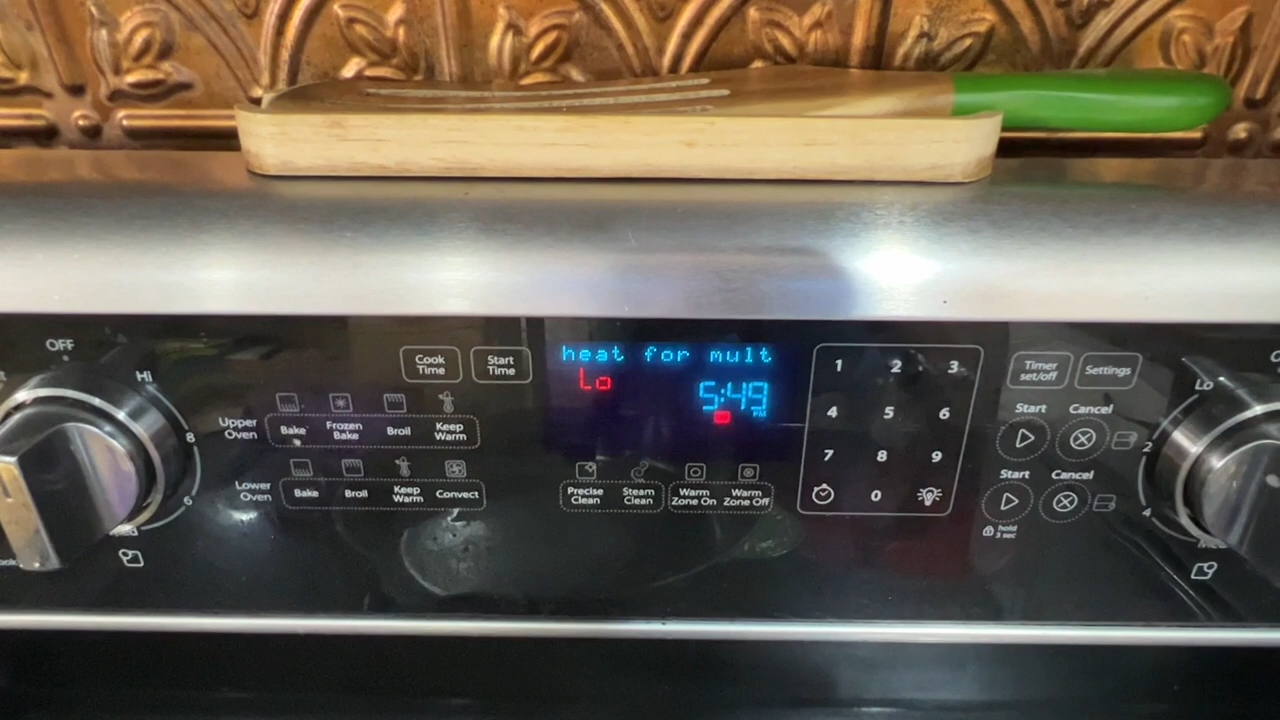 OFF
Hi
8
6
Cook Time
Start Time
Upper Oven
Bake
Frozen Bake
Broil
Keep Warm
Lower Oven
Bake
Broil
Keep Warm
Convect
heat for mult
Lo
5:49
PM
Precise Clean
Steam Clean
Warm Zone On
Warm Zone Off
1 2 3
4 5 6
7 8 9
0
Timer set/off
Settings
Start
Cancel
Start
Cancel
hold 3 sec
Lo
2
4